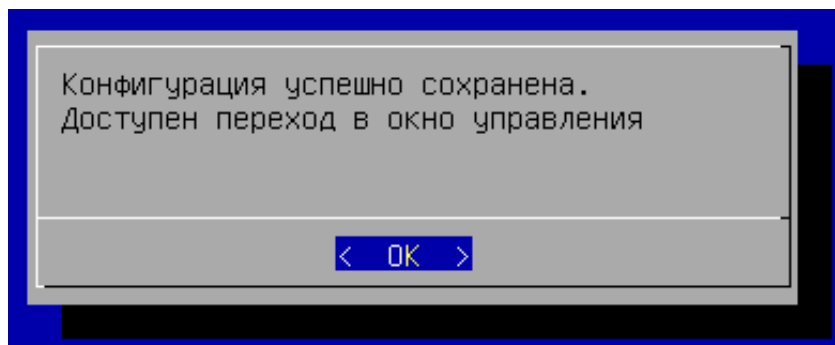 Конфигурация успешно сохранена.
Доступен переход в окно управления
< OK >